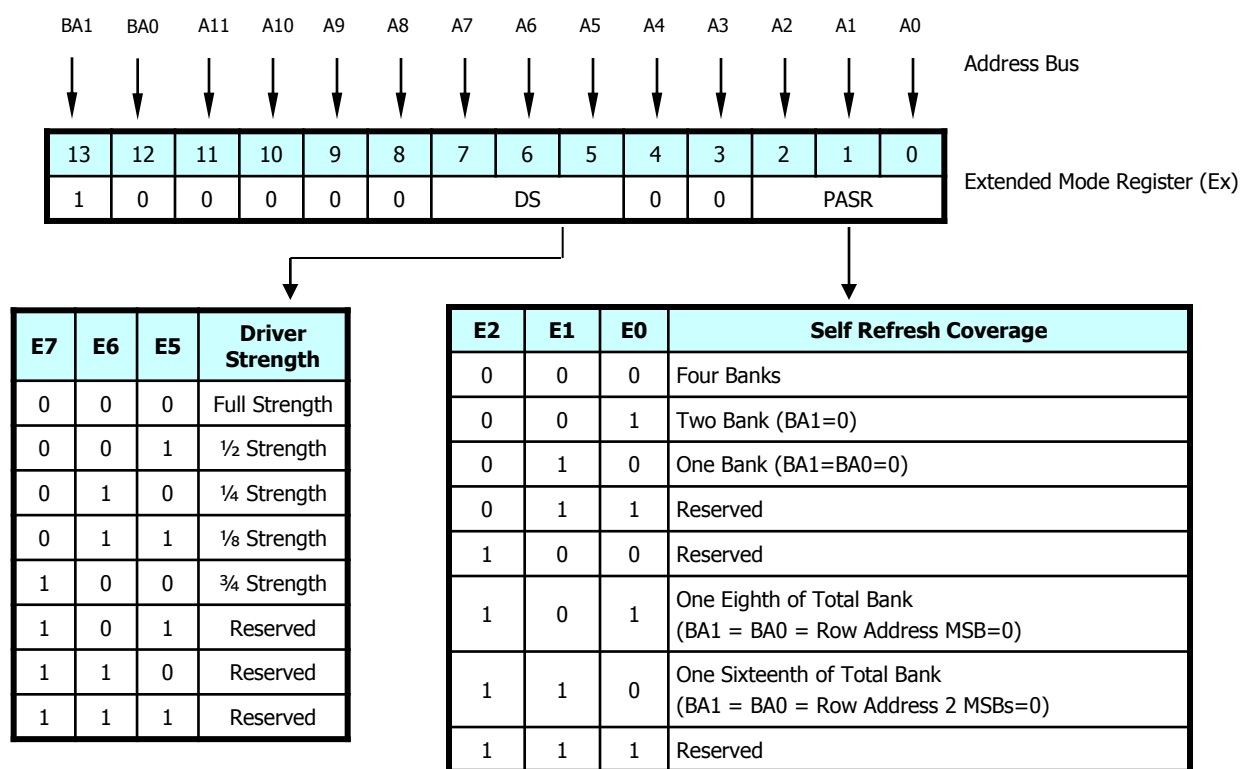 BA1 BA0 A11 A10 A9 A8 A7 A6 A5 A4 A3 A2 A1 A0
Address Bus
13 12 11 10 9 8 7 6 5 4 3 2 1 0
1 0 0 0 0 0 DS 0 0 PASR
Extended Mode Register (Ex)
E7 E6 E5 Driver
Strength
0 0 0 Full Strength
0 0 1 ½ Strength
0 1 0 ¼ Strength
0 1 1 ⅛ Strength
1 0 0 ¾ Strength
1 0 1 Reserved
1 1 0 Reserved
1 1 1 Reserved
E2 E1 E0 Self Refresh Coverage
0 0 0 Four Banks
0 0 1 Two Bank (BA1=0)
0 1 0 One Bank (BA1=BA0=0)
0 1 1 Reserved
1 0 0 Reserved
1 0 1 One Eighth of Total Bank
(BA1 = BA0 = Row Address MSB=0)
1 1 0 One Sixteenth of Total Bank
(BA1 = BA0 = Row Address 2 MSBs=0)
1 1 1 Reserved